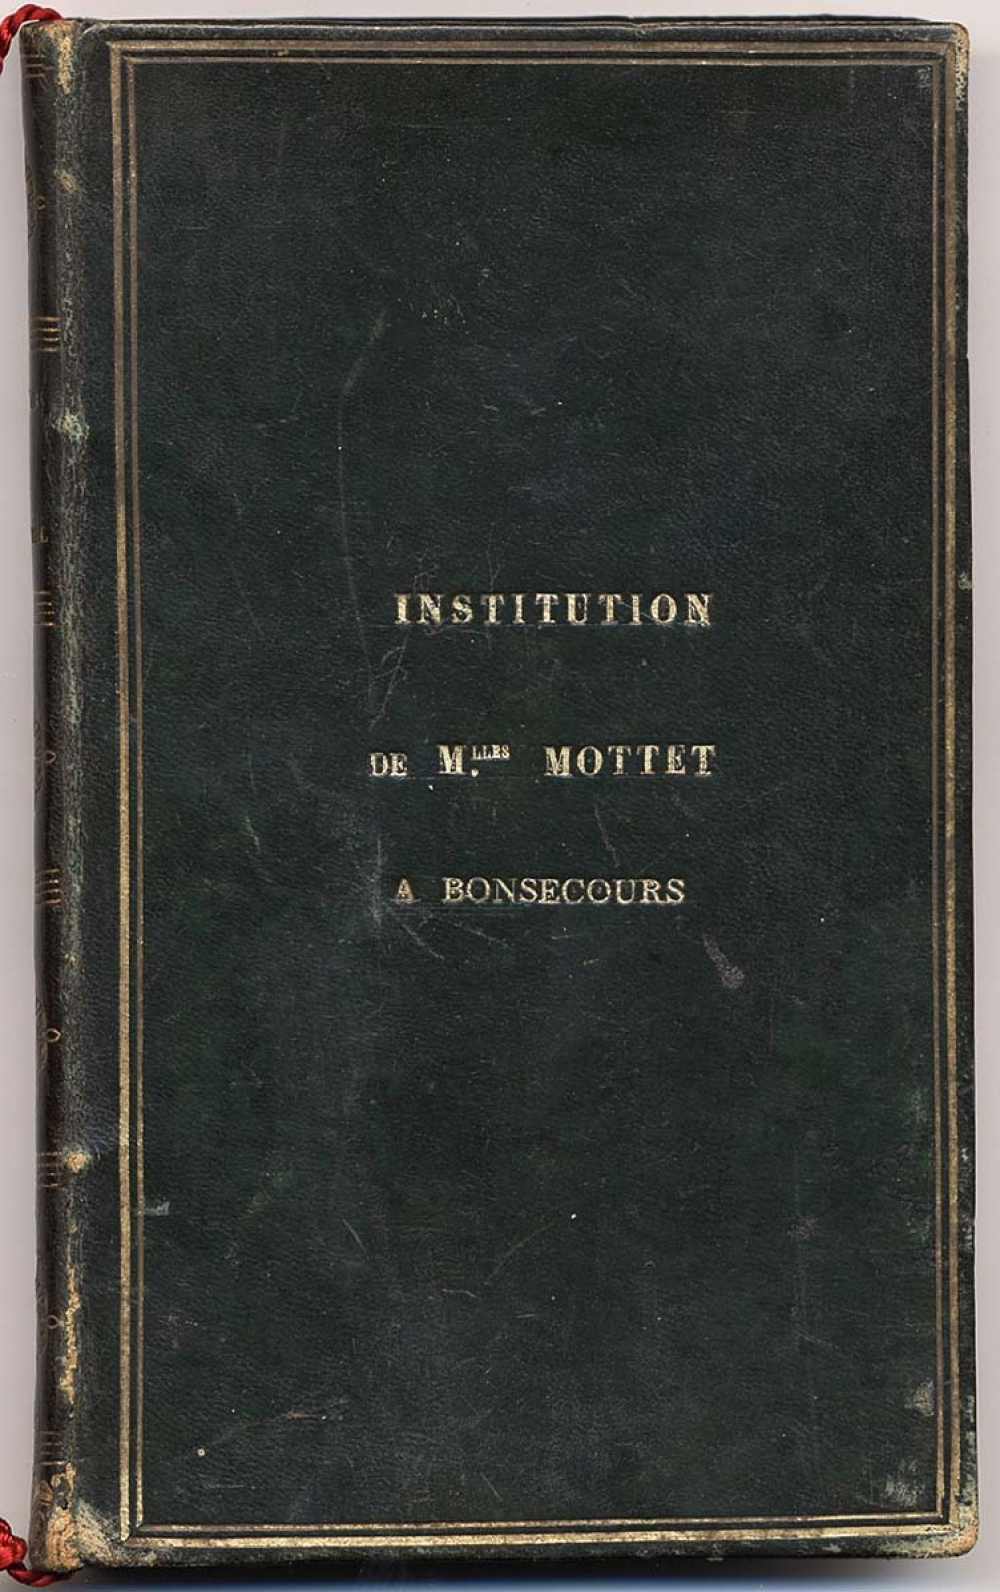 INSTITUTION
DE M.LLES MOTTET
A BONSECOURS